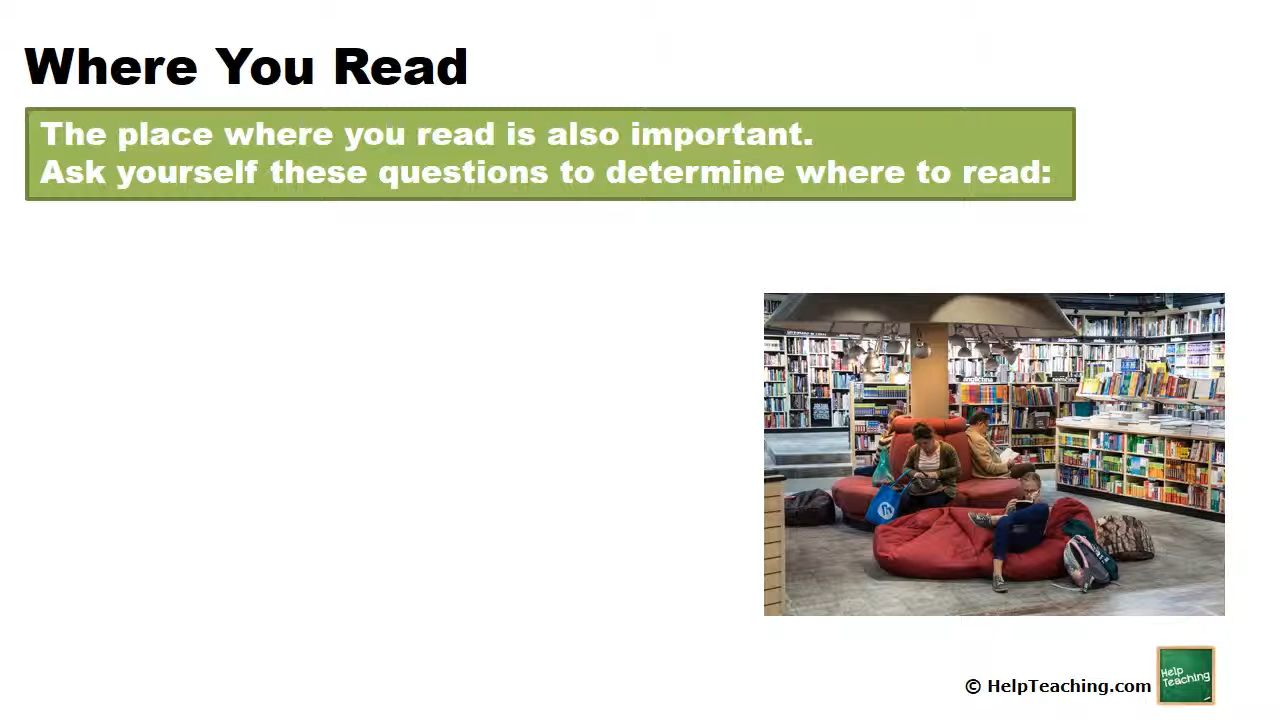 Where You Read
The place where you read is also important.
Ask yourself these questions to determine where to read:
© HelpTeaching.com
Help
Teaching